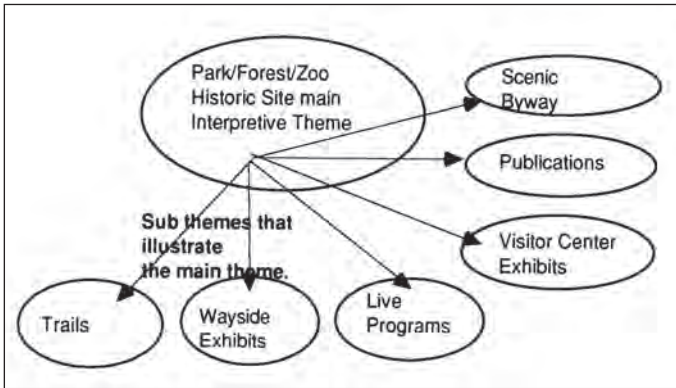 Park/Forest/Zoo
Historic Site main
Interpretive Theme
Scenic
Byway
Publications
Visitor Center
Exhibits
Sub themes that
illustrate
the main theme.
Trails
Wayside
Exhibits
Live
Programs